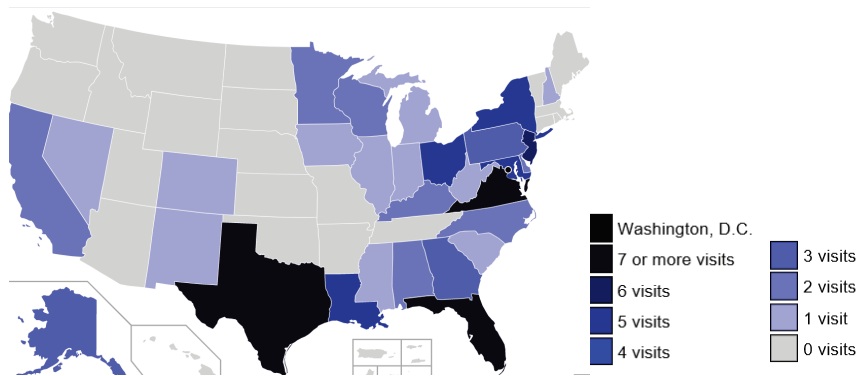 Washington, D.C.
7 or more visits
6 visits
5 visits
4 visits
3 visits
2 visits
1 visit
0 visits